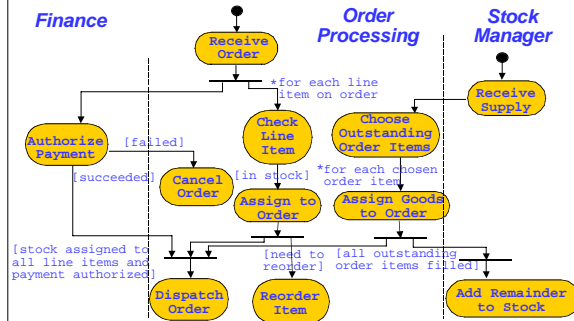 Finance
Order
Processing
Stock
Manager
Receive
Order
*for each line
item on order
Receive
Supply
Authorize
Payment
[failed]
Check
Line
Item
Choose
Outstanding
Order Items
[succeeded]
Cancel
Order
[in stock]
*for each chosen
order item
Assign to
Order
Assign Goods
to Order
[stock assigned to
all line items and
payment authorized]
[need to
reorder]
[all outstanding
order items filled]
Dispatch
Order
Reorder
Item
Add Remainder
to Stock